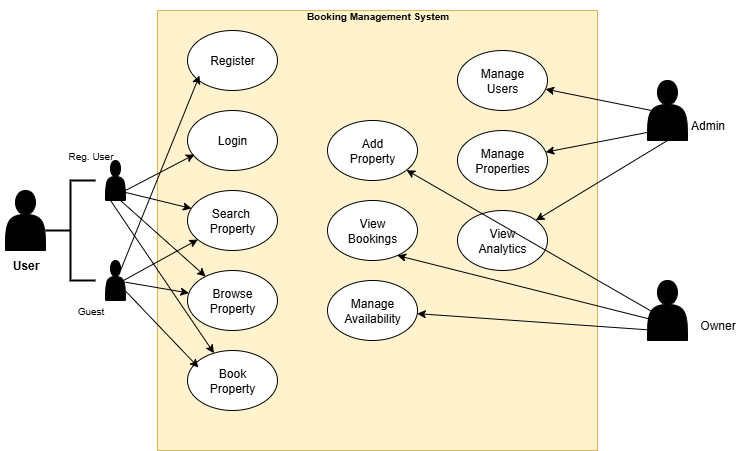 Booking Management System
Register
Manage
Users
Admin
Login
Add
Property
Manage
Properties
Reg. User
Search
Property
View
Bookings
View
Analytics
User
Browse
Property
Manage
Availability
Guest
Owner
Book
Property